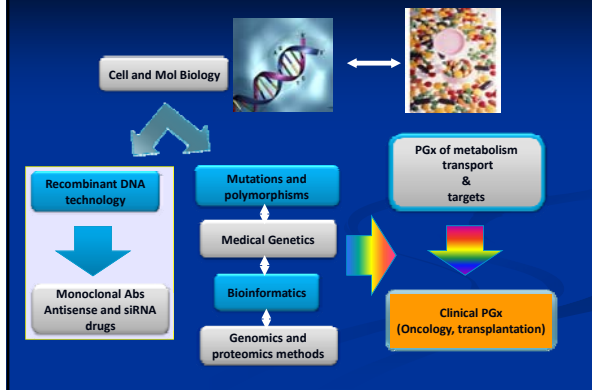 Cell and Mol Biology
Recombinant DNA
technology
Monoclonal Abs
Antisense and siRNA
drugs
Mutations and
polymorphisms
Medical Genetics
Bioinformatics
Genomics and
proteomics methods
PGx of metabolism
transport
&
targets
Clinical PGx
(Oncology, transplantation)